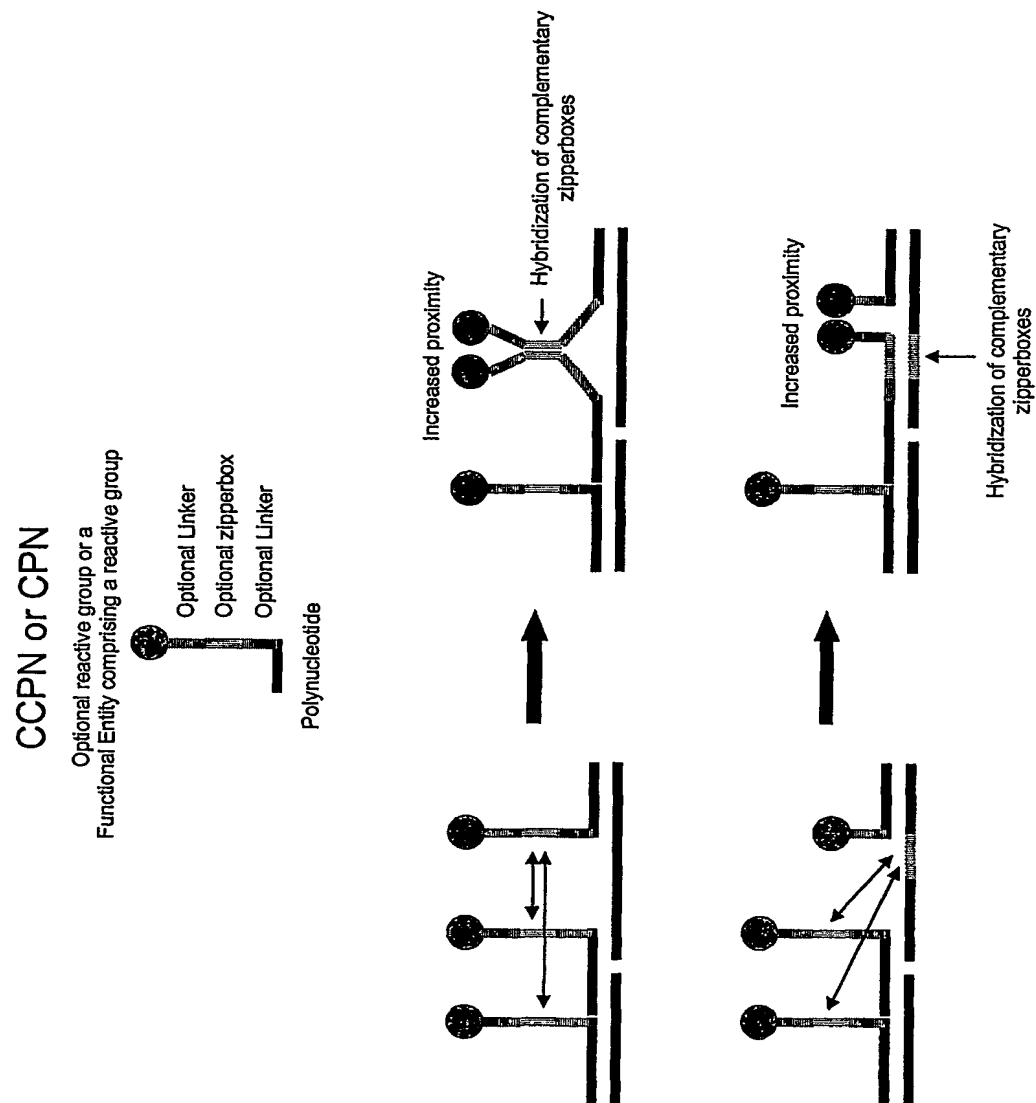 CCPN or CPN
Optional reactive group or a
Functional Entity comprising a reactive group
Optional Linker
Optional zipperbox
Optional Linker
Polynucleotide
Increased proximity
Hybridization of complementary
zipperboxes
Increased proximity
Hybridization of complementary
zipperboxes